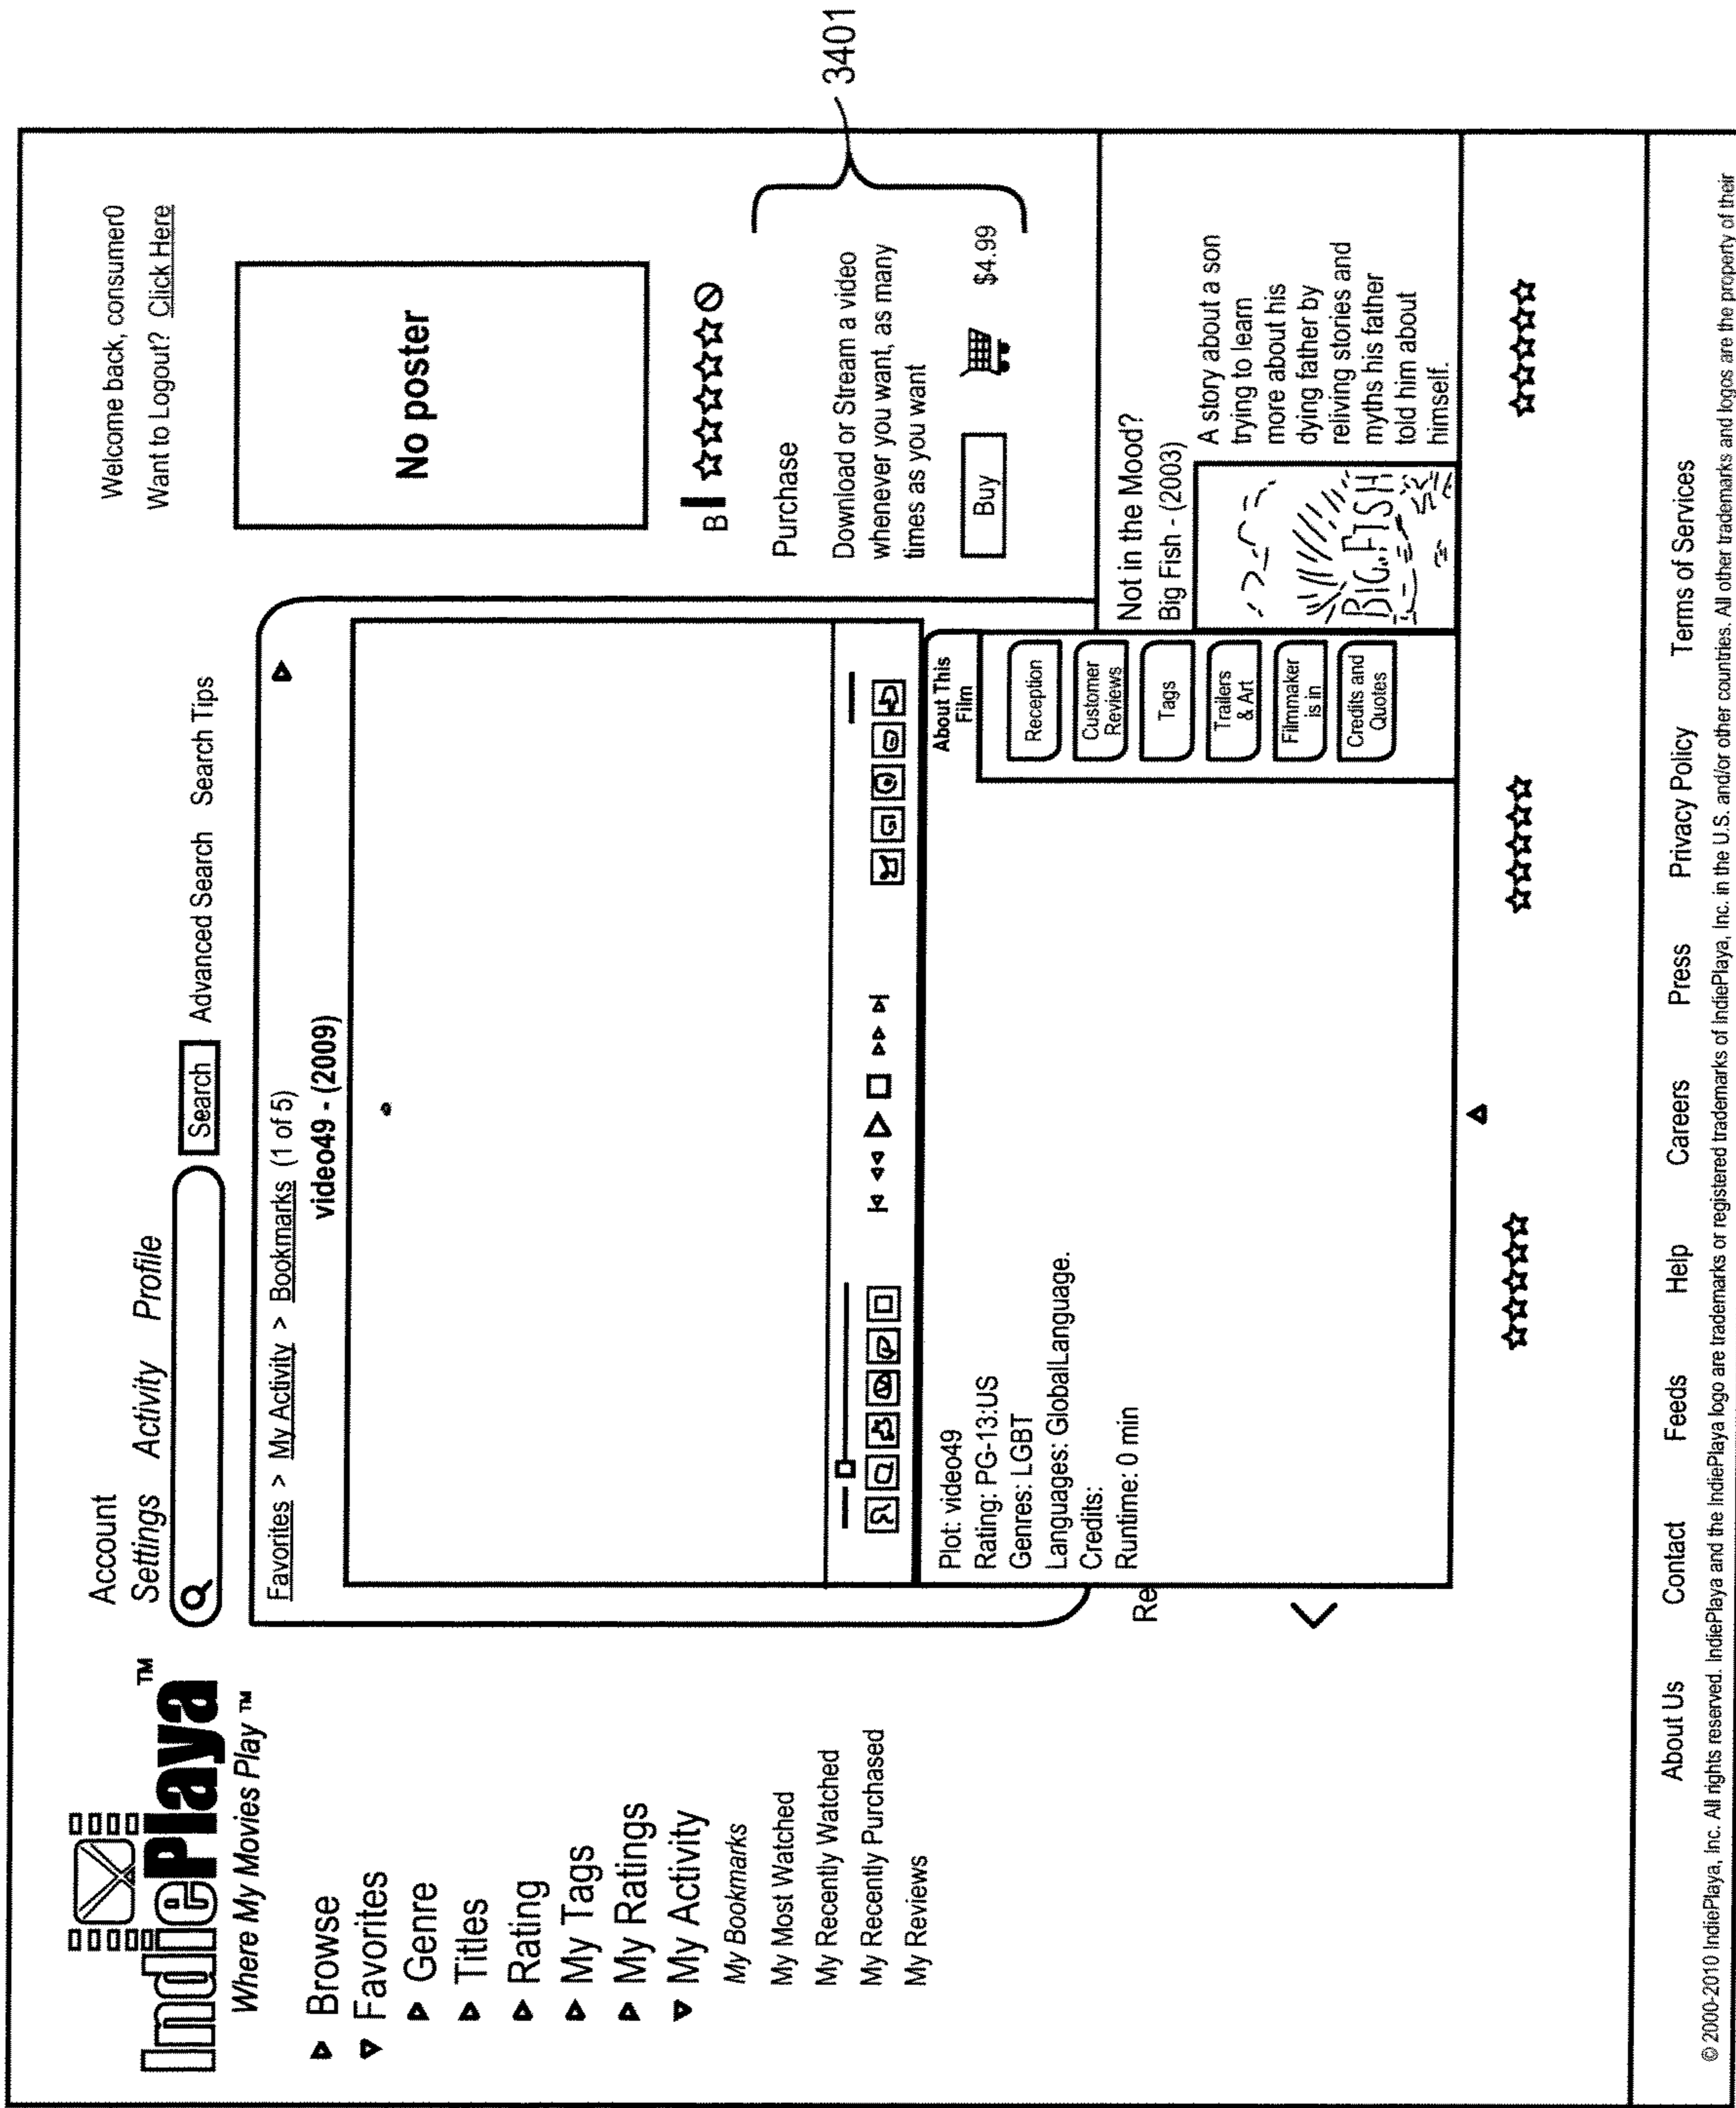 IndiePlaya™
Where My Movies Play™
Account
Settings Activity Profile
Search Advanced Search Search Tips
Welcome back, consumer0
Want to Logout? Click Here
Browse
Favorites
Genre
Titles
Rating
My Tags
My Ratings
My Activity
My Bookmarks
My Most Watched
My Recently Watched
My Recently Purchased
My Reviews
Favorites > My Activity > Bookmarks (1 of 5)
video49 - (2009)
No poster
B
Purchase
Download or Stream a video
whenever you want, as many
times as you want
Buy $4.99
3401
Plot: video49
Rating: PG-13:US
Genres: LGBT
Languages: GlobalLanguage.
Credits:
Runtime: 0 min
Re
About This
Film
Reception
Customer
Reviews
Tags
Trailers
& Art
Filmmaker
is in
Credits and
Quotes
Not in the Mood?
Big Fish - (2003)
BIG FISH
A story about a son
trying to learn
more about his
dying father by
reliving stories and
myths his father
told him about
himself.
About Us Contact Feeds Help Careers Press Privacy Policy Terms of Services
© 2000-2010 IndiePlaya, Inc. All rights reserved. IndiePlaya and the IndiePlaya logo are trademarks or registered trademarks of IndiePlaya, Inc. in the U.S. and/or other countries. All other trademarks and logos are the property of their